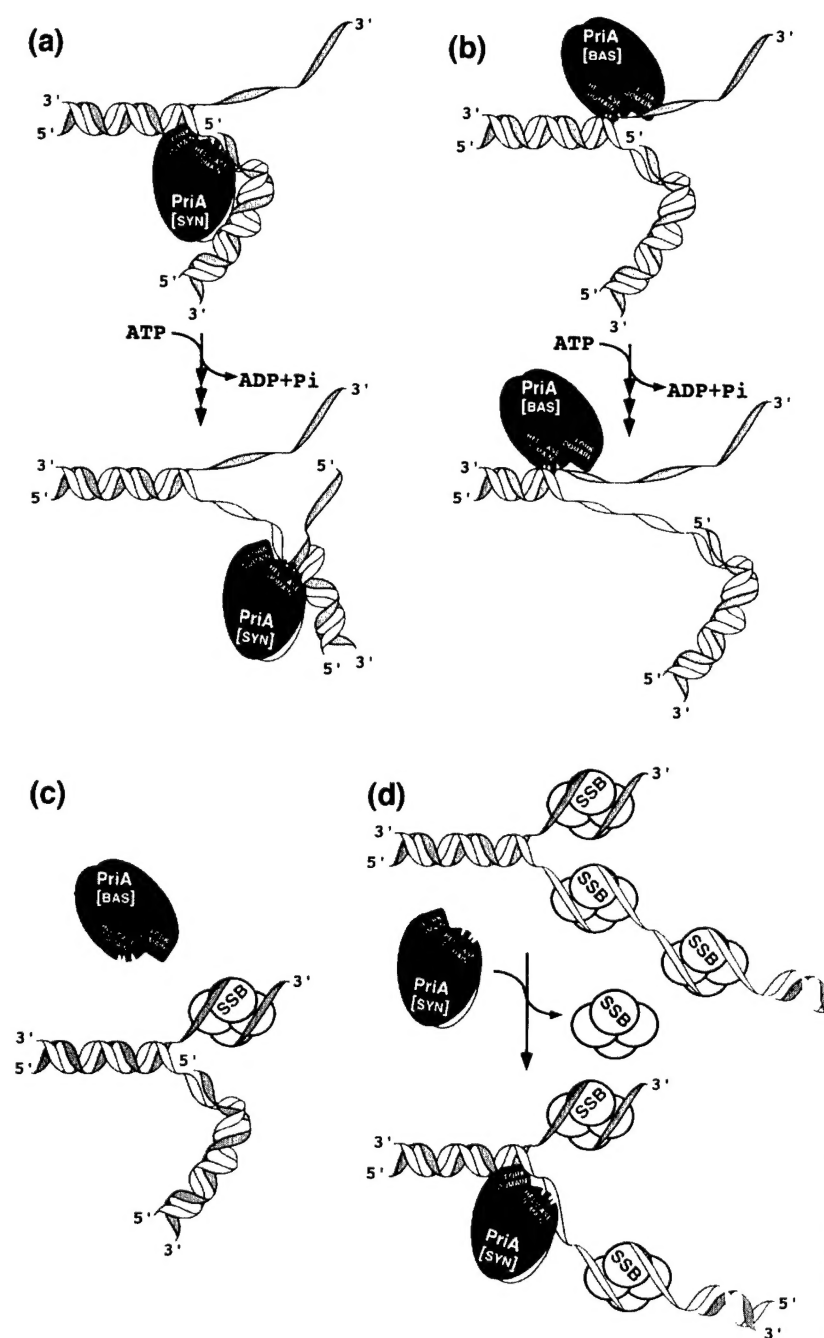 (a)
3'
3'
5'
5'
PriA
[SYN]
5'
3'
ATP
ADP+Pi
3'
5'
3'
5'
PriA
[SYN]
5'
3'
(b)
PriA
[BAS]
3'
3'
5'
5'
5'
3'
ATP
ADP+Pi
PriA
[BAS]
3'
3'
5'
5'
5'
3'
(c)
PriA
[BAS]
SSB
3'
3'
5'
5'
5'
3'
(d)
SSB
3'
3'
5'
SSB
SSB
PriA
[SYN]
SSB
SSB
3'
3'
5'
PriA
[SYN]
SSB
5'
3'